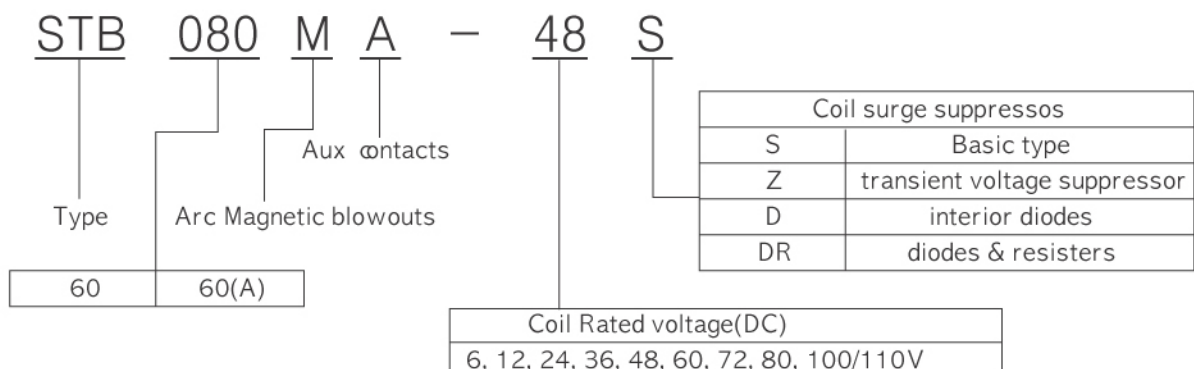 STB 080 M A - 48 S
Coil surge suppressos
S Basic type
Z transient voltage suppressor
D interior diodes
DR diodes & resisters
Aux contacts
Type Arc Magnetic blowouts
60 60(A)
Coil Rated voltage(DC)
6, 12, 24, 36, 48, 60, 72, 80, 100/110V